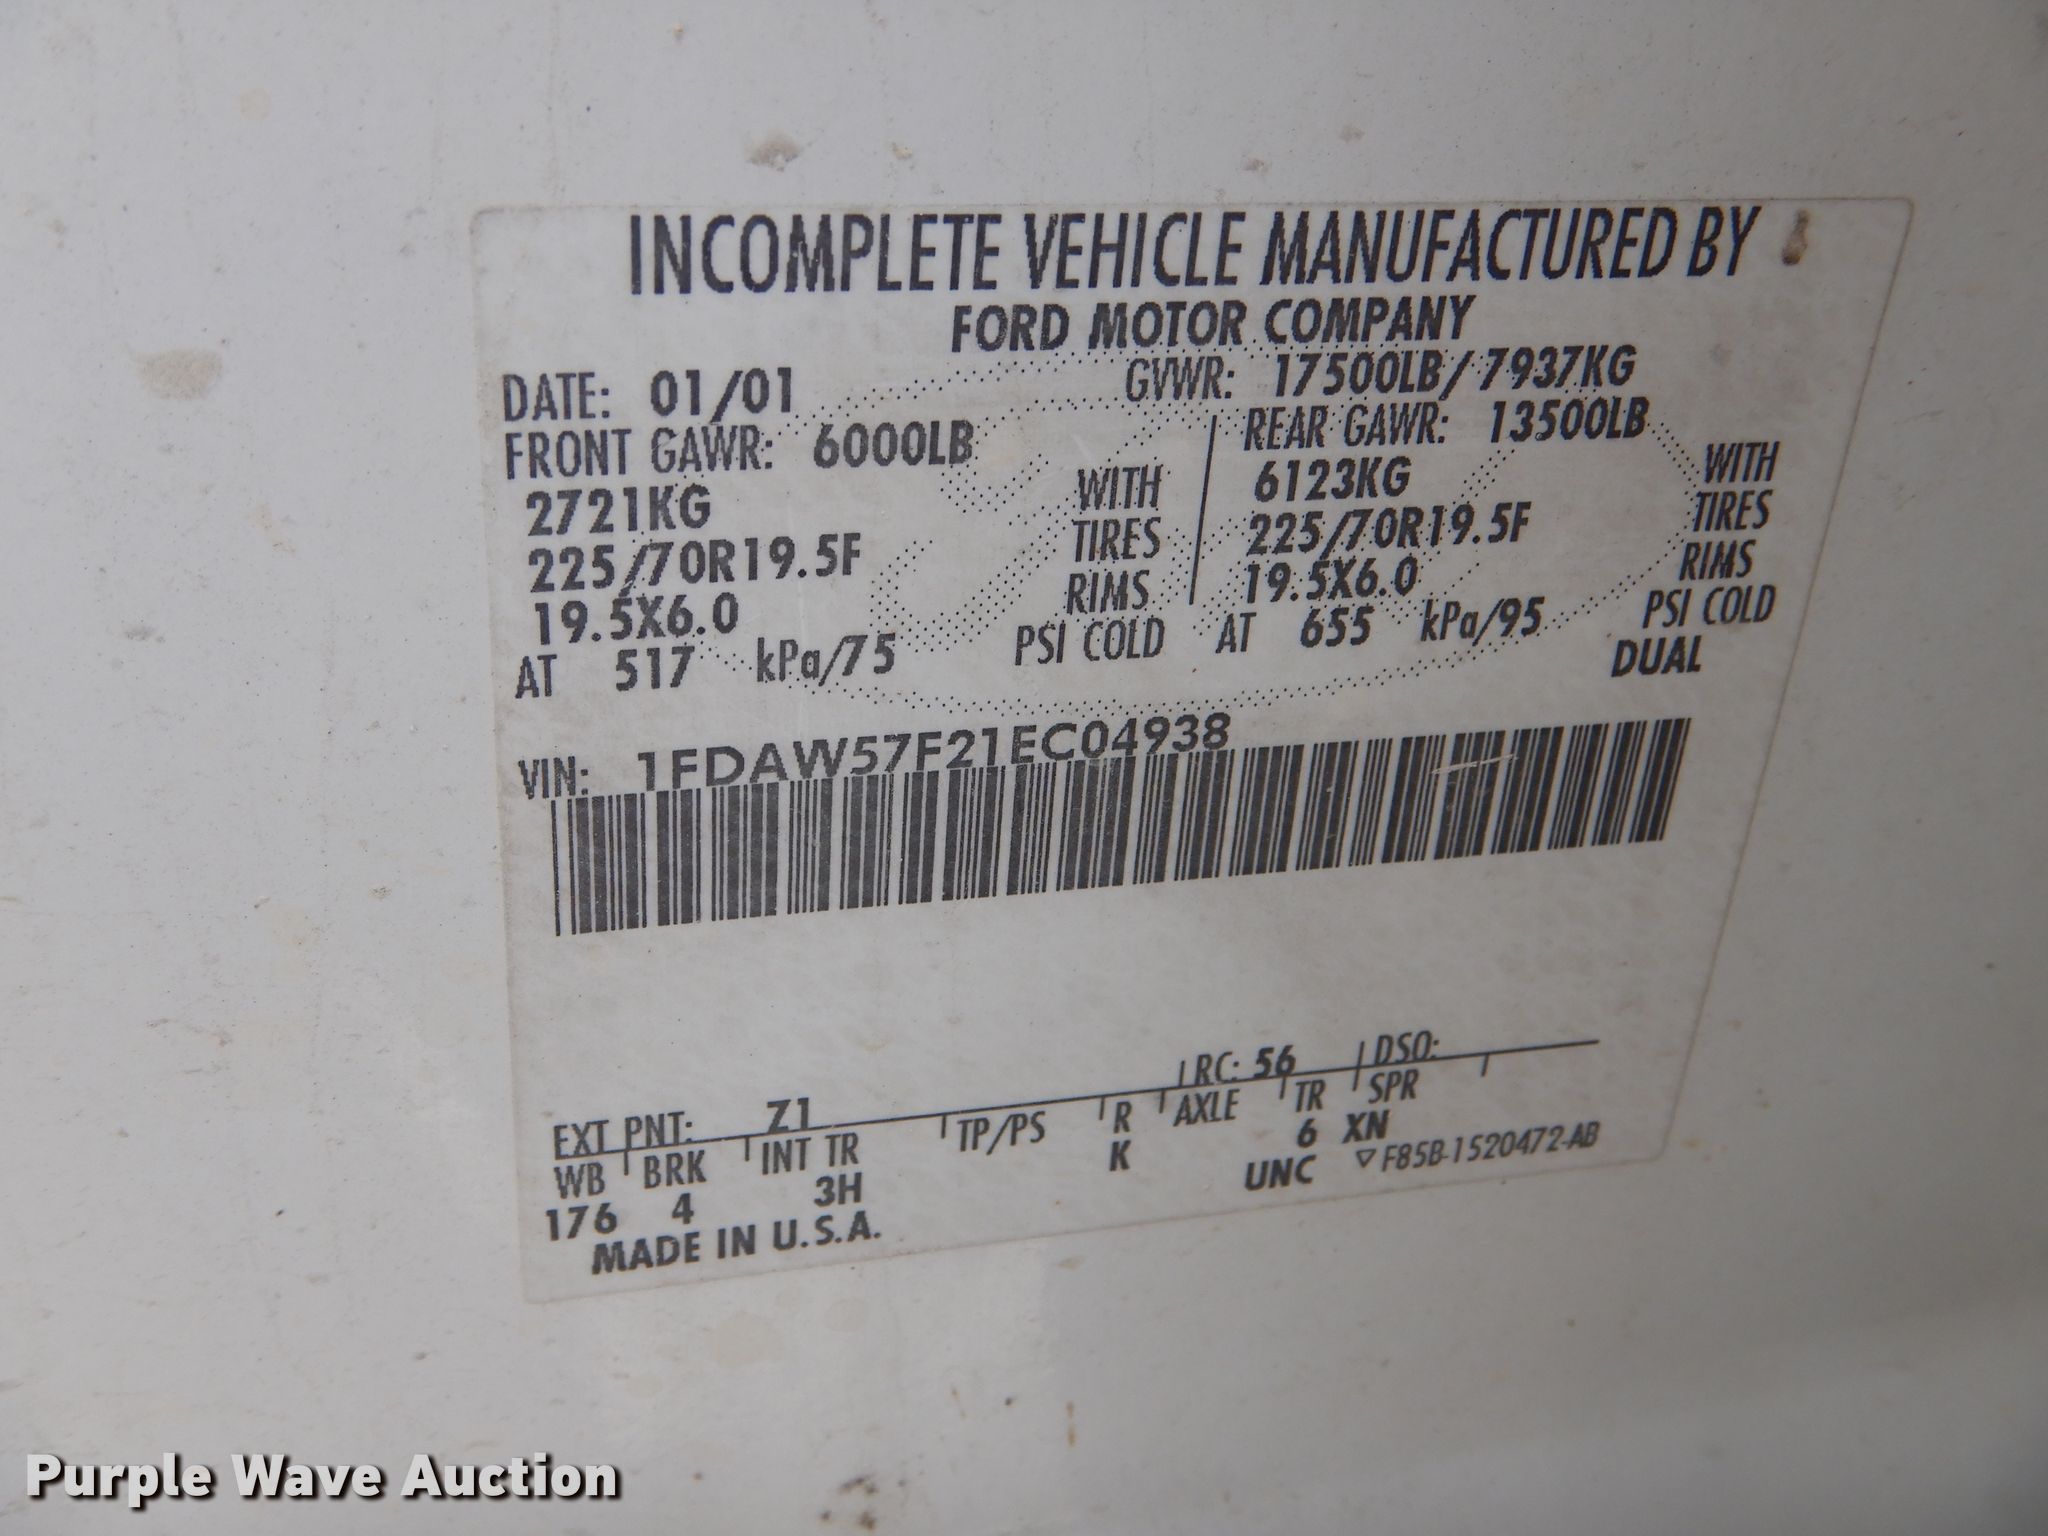 INCOMPLETE VEHICLE MANUFACTURED BY
FORD MOTOR COMPANY
DATE: 01/01 GVWR: 17500LB/7937KG
FRONT GAWR: 6000LB REAR GAWR: 13500LB
2721KG WITH 6123KG WITH
225/70R19.5F TIRES 225/70R19.5F TIRES
19.5X6.0 RIMS 19.5X6.0 RIMS
AT 517 kPa/75 PSI COLD AT 655 kPa/95 PSI COLD
DUAL
VIN: 1FDAW57F21EC04938
EXT PNT: Z1 RC: 56 DSO:
WB BRK INT TR TP/PS R AXLE TR SPR
176 4 3H K UNC 6 XN
MADE IN U.S.A. ▽F85B-1520472-AB
Purple Wave Auction